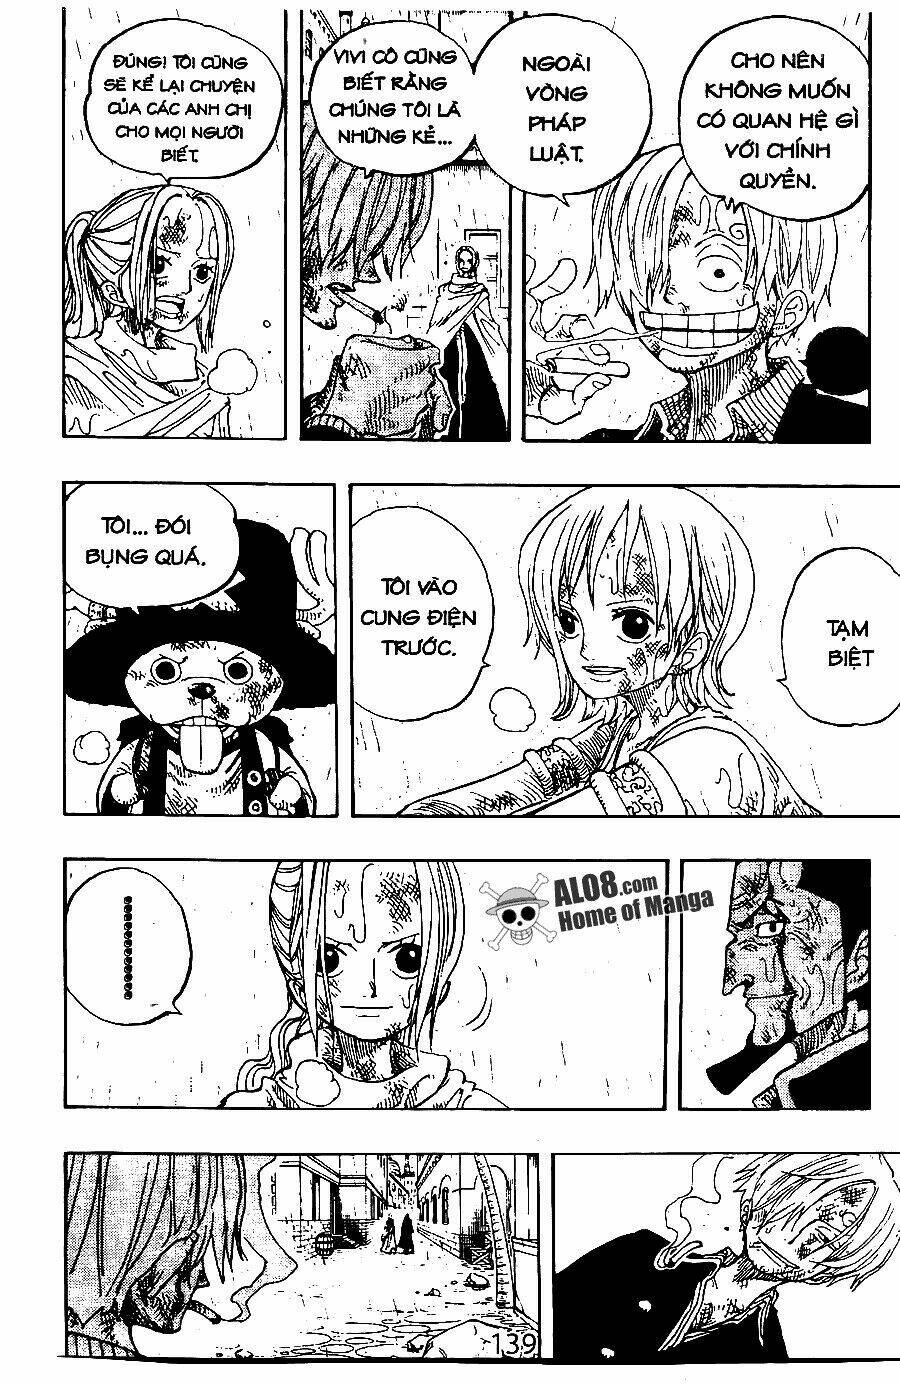 ĐÚNG! TÔI CŨNG
SẼ KỂ LẠI CHUYỆN
CỦA CÁC ANH CHỊ
CHO MỌI NGƯỜI
BIẾT.
VIVI CÔ CŨNG
BIẾT RẰNG
CHÚNG TÔI LÀ
NHỮNG KẺ...
NGOÀI
VÒNG
PHÁP
LUẬT.
CHO NÊN
KHÔNG MUỐN
CÓ QUAN HỆ GÌ
VỚI CHÍNH
QUYỀN.
TÔI... ĐÓI
BỤNG QUÁ.
TÔI VÀO
CUNG ĐIỆN
TRƯỚC.
TẠM
BIỆT
............
AL08.com
Home of Manga
139